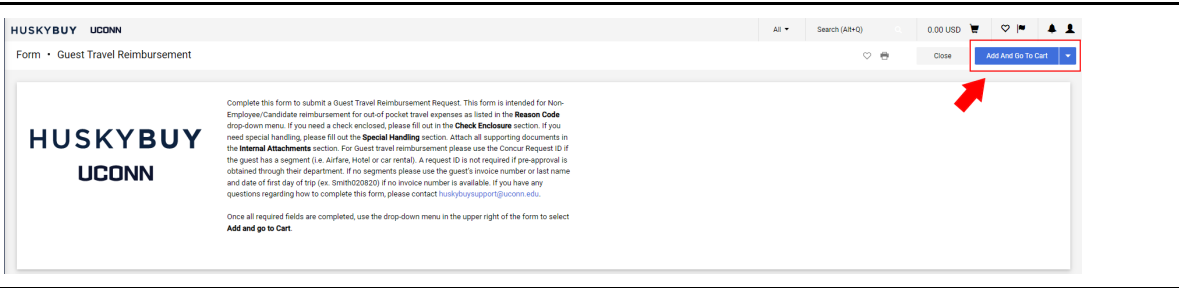 HUSKYBUY UCONN
All
Search (Alt+Q)
0.00 USD
Form • Guest Travel Reimbursement
Close
Add And Go To Cart
HUSKYBUY
UCONN
Complete this form to submit a Guest Travel Reimbursement Request. This form is intended for Non-
Employee/Candidate reimbursement for out-of pocket travel expenses as listed in the Reason Code
drop-down menu. If you need a check enclosed, please fill out in the Check Enclosure section. If you
need special handling, please fill out the Special Handling section. Attach all supporting documents in
the Internal Attachments section. For Guest travel reimbursement please use the Concur Request ID if
the guest has a segment (i.e. Airfare, Hotel or car rental). A request ID is not required if pre-approval is
obtained through their department. If no segments please use the guest's invoice number or last name
and date of first day of trip (ex. Smith020820) if no invoice number is available. If you have any
questions regarding how to complete this form, please contact huskybuysupport@uconn.edu.
Once all required fields are completed, use the drop-down menu in the upper right of the form to select
Add and go to Cart.